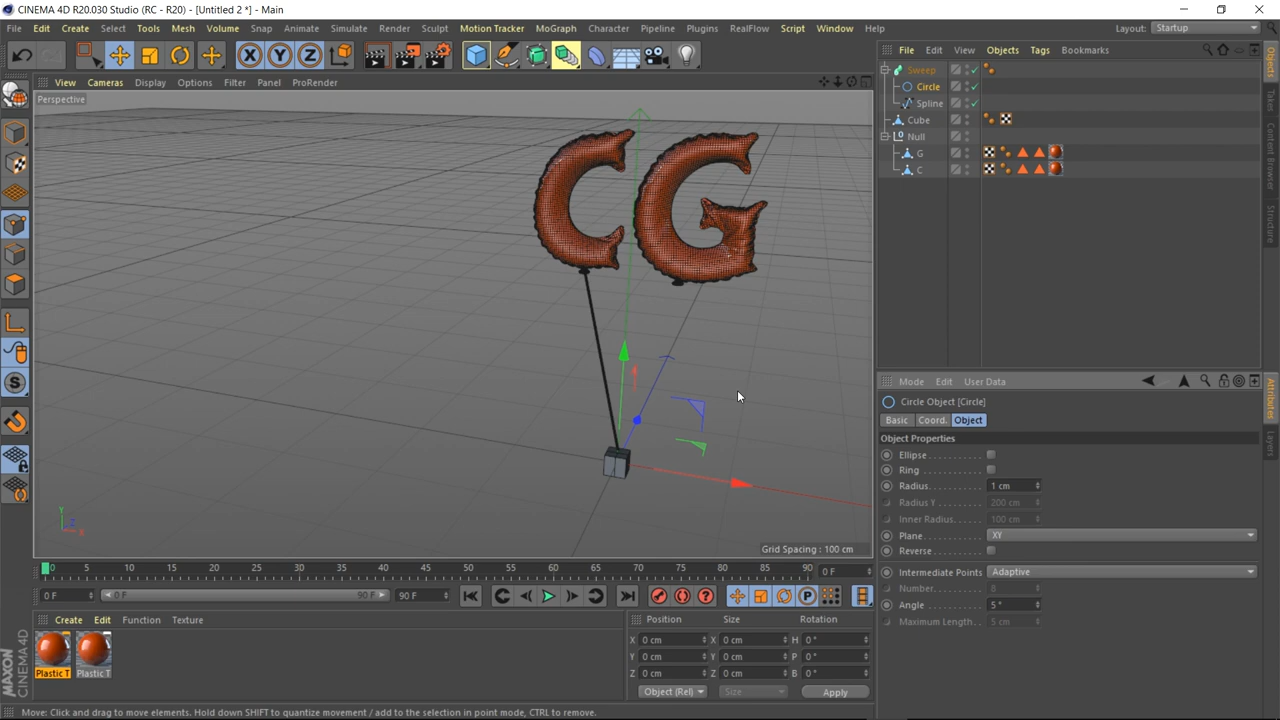 CINEMA 4D R20.030 Studio (RC - R20) - [Untitled 2 *] - Main
File Edit Create Select Tools Mesh Volume Snap Animate Simulate Render Sculpt Motion Tracker MoGraph Character Pipeline Plugins RealFlow Script Window Help
Layout: Startup
X Y Z
File Edit View Objects Tags Bookmarks
View Cameras Display Options Filter Panel ProRender
Perspective
Sweep
Circle
Spline
Cube
Null
G
C
Objects
Takes
Content Browser
Structure
CG
Y Z X
Grid Spacing : 100 cm
Mode Edit User Data
Circle Object [Circle]
Basic Coord. Object
Object Properties
Ellipse
Ring
Radius 1 cm
Radius Y 200 cm
Inner Radius 100 cm
Plane XY
Reverse
Intermediate Points Adaptive
Number 8
Angle 5 °
Maximum Length 5 cm
Attributes
Layers
0 5 10 15 20 25 30 35 40 45 50 55 60 65 70 75 80 85 90 0 F
0 F 0 F 90 F 90 F
Create Edit Function Texture
Plastic T Plastic T
Position Size Rotation
X 0 cm X 0 cm H 0 °
Y 0 cm Y 0 cm P 0 °
Z 0 cm Z 0 cm B 0 °
Object (Rel) Size Apply
MAXON CINEMA 4D
Move: Click and drag to move elements. Hold down SHIFT to quantize movement / add to the selection in point mode, CTRL to remove.